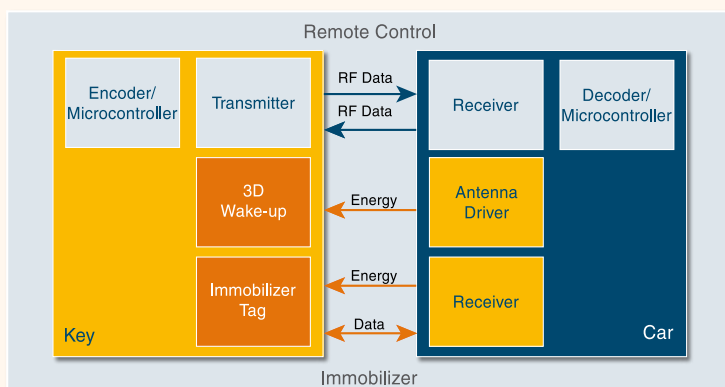 Remote Control
Encoder/
Microcontroller
Transmitter
RF Data
RF Data
Receiver
Decoder/
Microcontroller
3D
Wake-up
Energy
Antenna
Driver
Immobilizer
Tag
Energy
Data
Receiver
Key
Car
Immobilizer